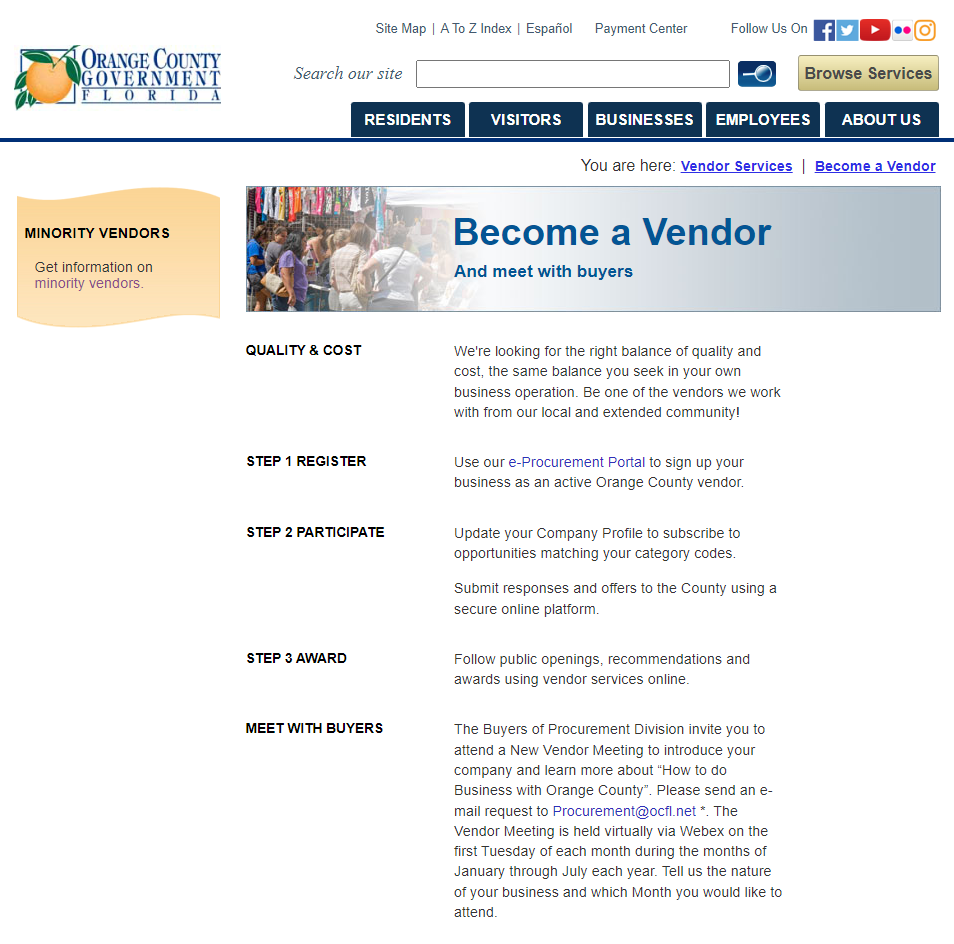 Site Map | A To Z Index | Español Payment Center Follow Us On
ORANGE COUNTY
GOVERNMENT
FLORIDA
Search our site
Browse Services
RESIDENTS VISITORS BUSINESSES EMPLOYEES ABOUT US
You are here: Vendor Services | Become a Vendor
MINORITY VENDORS
Get information on
minority vendors.
Become a Vendor
And meet with buyers
QUALITY & COST
We're looking for the right balance of quality and
cost, the same balance you seek in your own
business operation. Be one of the vendors we work
with from our local and extended community!
STEP 1 REGISTER
Use our e-Procurement Portal to sign up your
business as an active Orange County vendor.
STEP 2 PARTICIPATE
Update your Company Profile to subscribe to
opportunities matching your category codes.
Submit responses and offers to the County using a
secure online platform.
STEP 3 AWARD
Follow public openings, recommendations and
awards using vendor services online.
MEET WITH BUYERS
The Buyers of Procurement Division invite you to
attend a New Vendor Meeting to introduce your
company and learn more about “How to do
Business with Orange County”. Please send an e-
mail request to Procurement@ocfl.net *. The
Vendor Meeting is held virtually via Webex on the
first Tuesday of each month during the months of
January through July each year. Tell us the nature
of your business and which Month you would like to
attend.